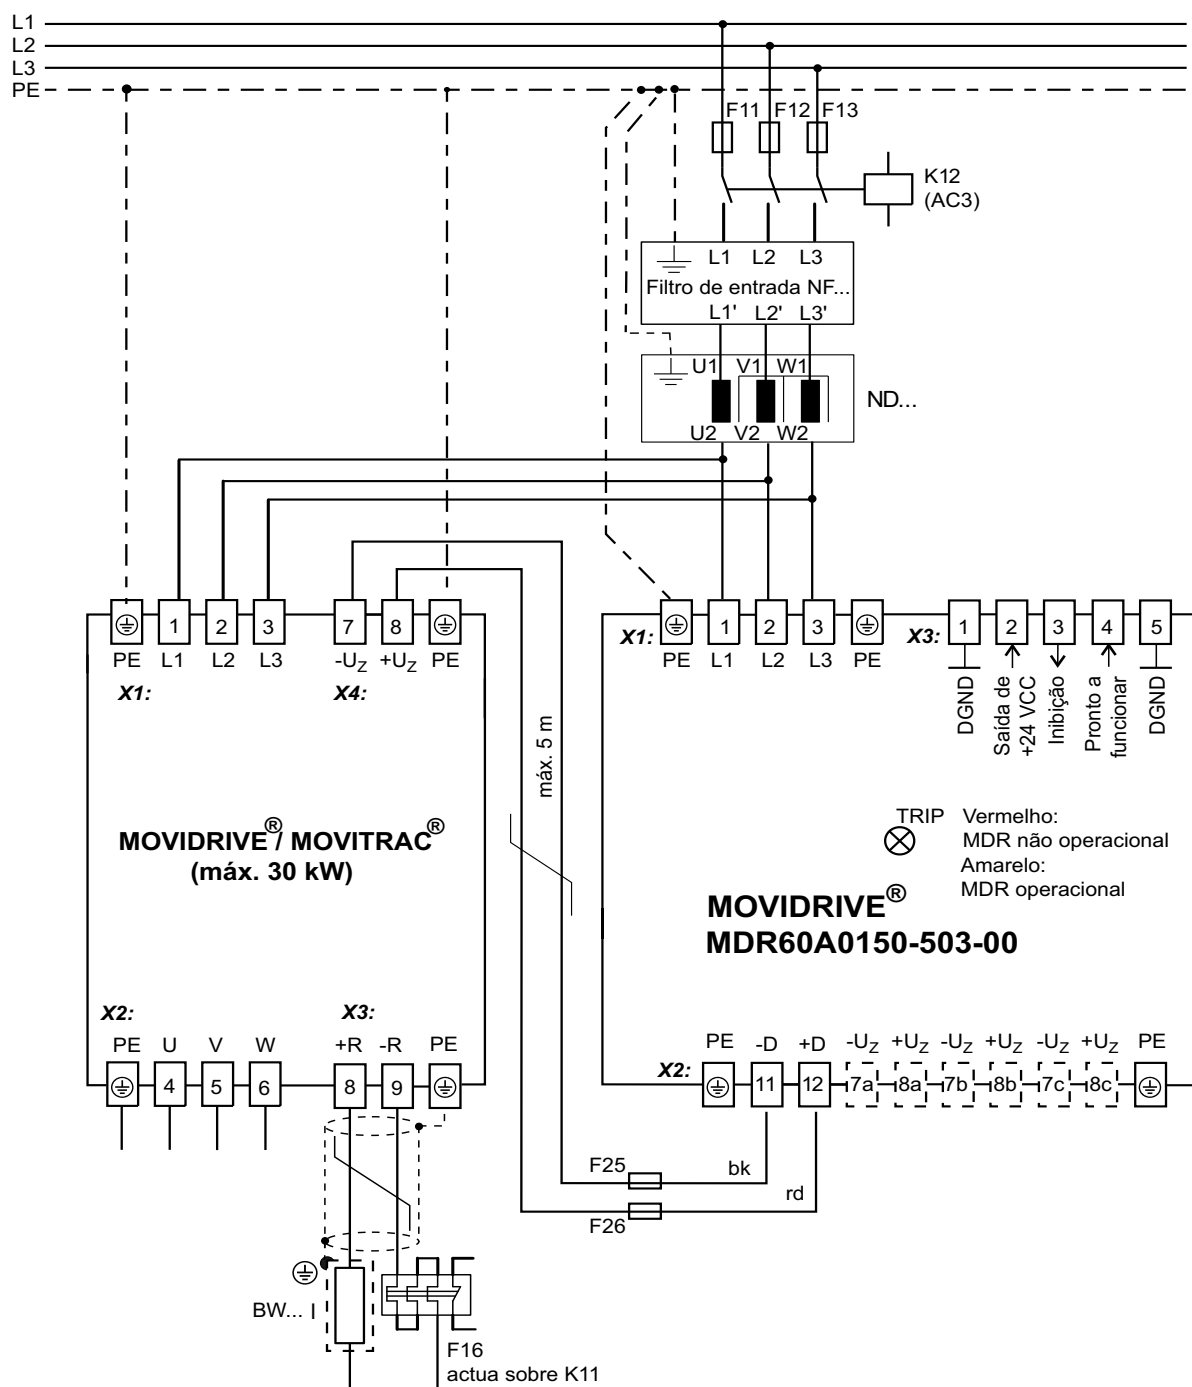 L1
L2
L3
PE
F11 F12 F13
K12
(AC3)
L1 L2 L3
Filtro de entrada NF...
L1' L2' L3'
U1 V1 W1
ND...
U2 V2 W2
1 2 3 7 8
PE L1 L2 L3 -UZ +UZ PE
X1: X4:
X1: 1 2 3 X3: 1 2 3 4 5
PE L1 L2 L3 PE
DGND
Saída de
+24 VCC
Inibição
Pronto a
funcionar
DGND
máx. 5 m
MOVIDRIVE® / MOVITRAC®
(máx. 30 kW)
TRIP Vermelho:
MDR não operacional
Amarelo:
MDR operacional
MOVIDRIVE®
MDR60A0150-503-00
X2: X3:
PE U V W +R -R PE
4 5 6 8 9
PE -D +D -UZ +UZ -UZ +UZ -UZ +UZ PE
X2: 11 12 7a 8a 7b 8b 7c 8c
F25 bk
rd
F26
BW...
F16
actua sobre K11